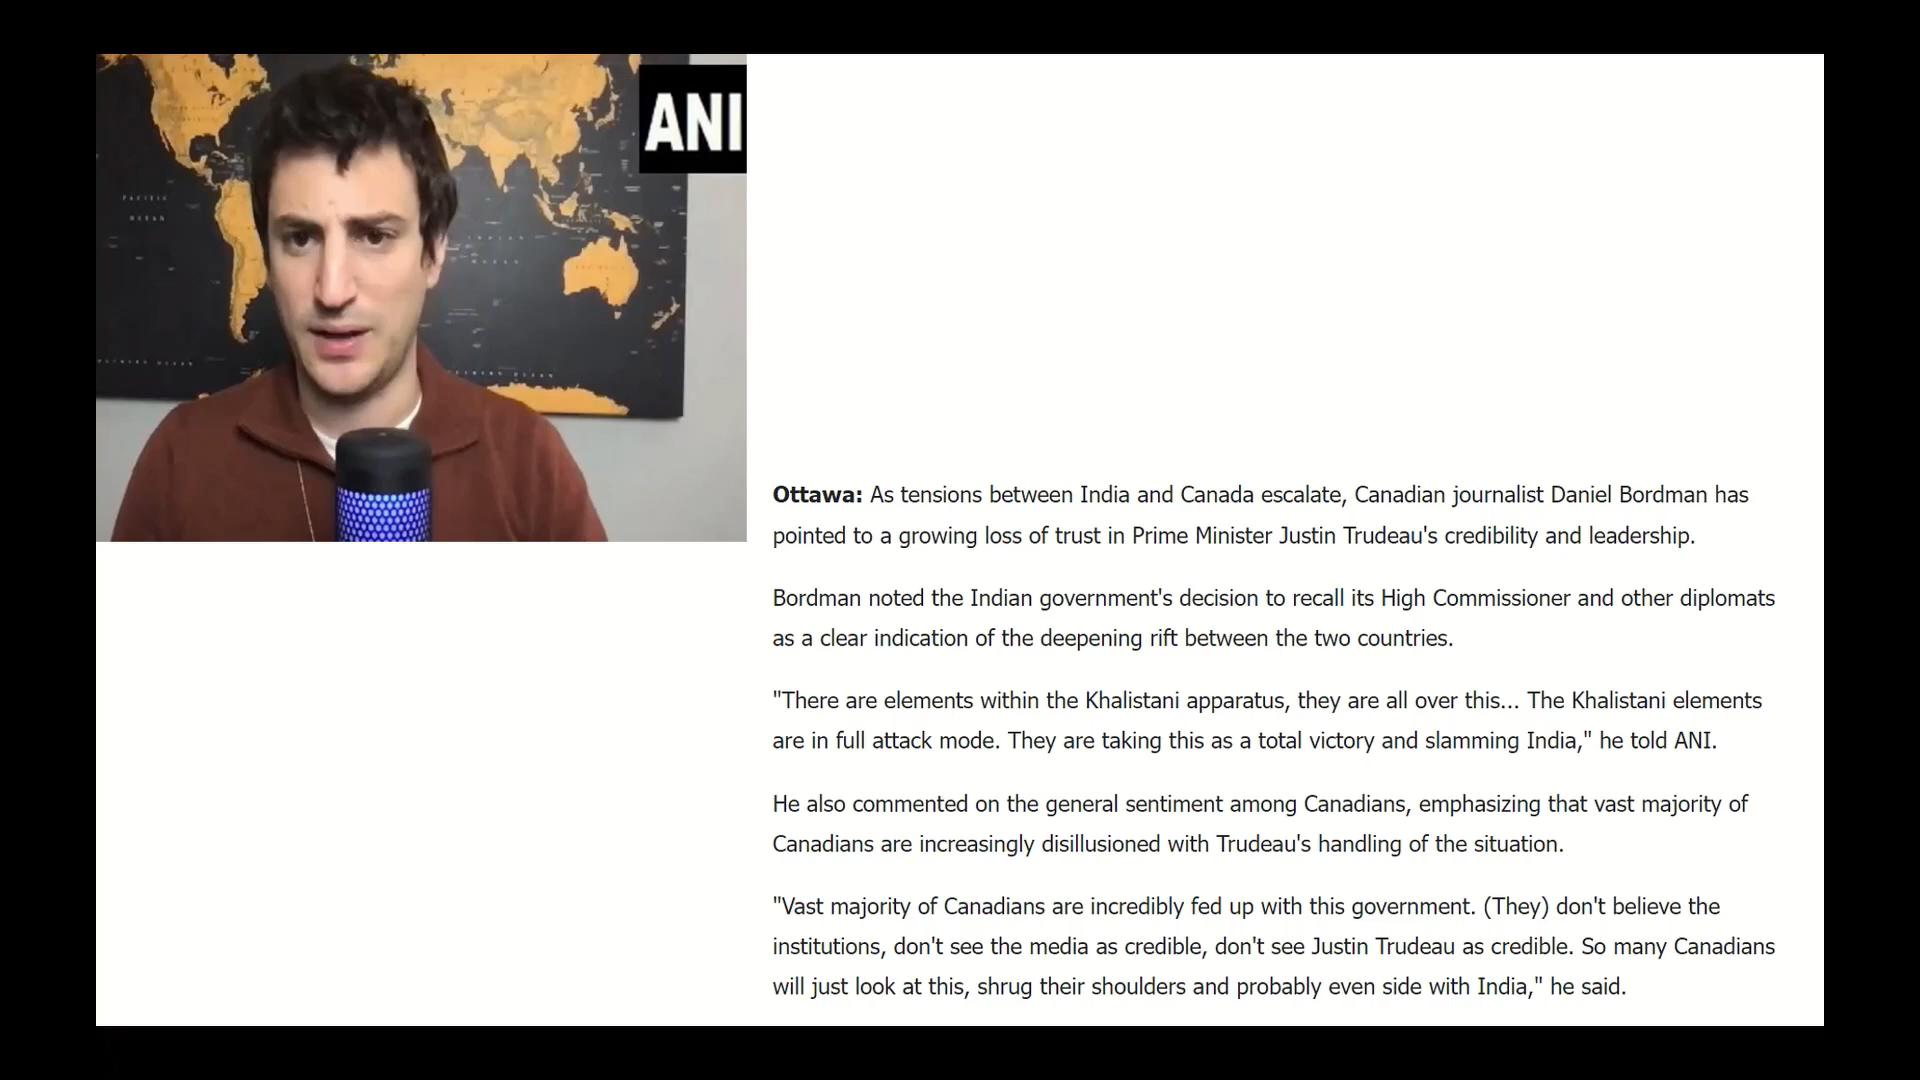 ANI
PACIFIC
OCEAN
INDIAN
OCEAN
Ottawa: As tensions between India and Canada escalate, Canadian journalist Daniel Bordman has
pointed to a growing loss of trust in Prime Minister Justin Trudeau's credibility and leadership.
Bordman noted the Indian government's decision to recall its High Commissioner and other diplomats
as a clear indication of the deepening rift between the two countries.
"There are elements within the Khalistani apparatus, they are all over this... The Khalistani elements
are in full attack mode. They are taking this as a total victory and slamming India," he told ANI.
He also commented on the general sentiment among Canadians, emphasizing that vast majority of
Canadians are increasingly disillusioned with Trudeau's handling of the situation.
"Vast majority of Canadians are incredibly fed up with this government. (They) don't believe the
institutions, don't see the media as credible, don't see Justin Trudeau as credible. So many Canadians
will just look at this, shrug their shoulders and probably even side with India," he said.